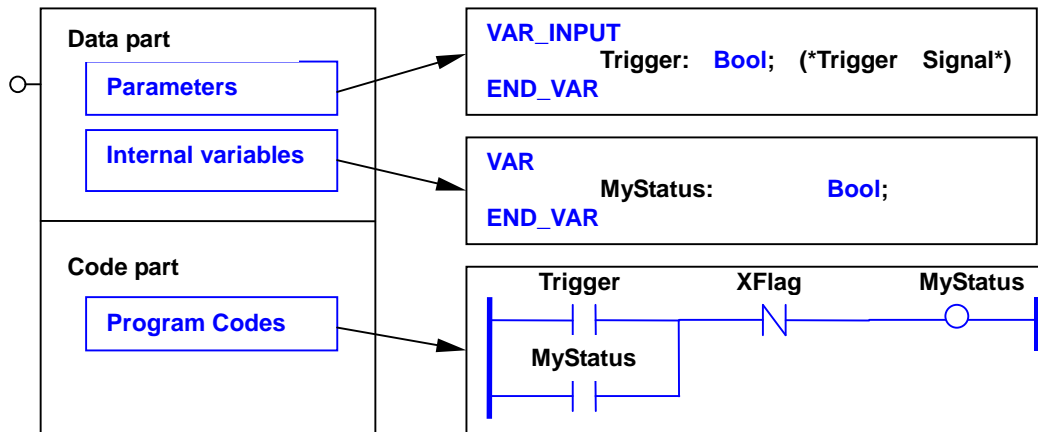 Data part
Parameters
Internal variables
Code part
Program Codes
VAR_INPUT
Trigger: Bool; (*Trigger Signal*)
END_VAR
VAR
MyStatus: Bool;
END_VAR
Trigger XFlag MyStatus
MyStatus